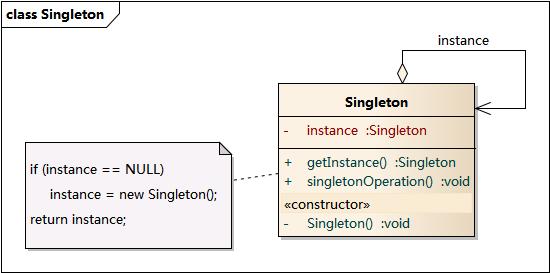 class Singleton
instance
Singleton
- instance :Singleton
+ getInstance() :Singleton
+ singletonOperation() :void
«constructor»
- Singleton() :void
if (instance == NULL)
instance = new Singleton();
return instance;